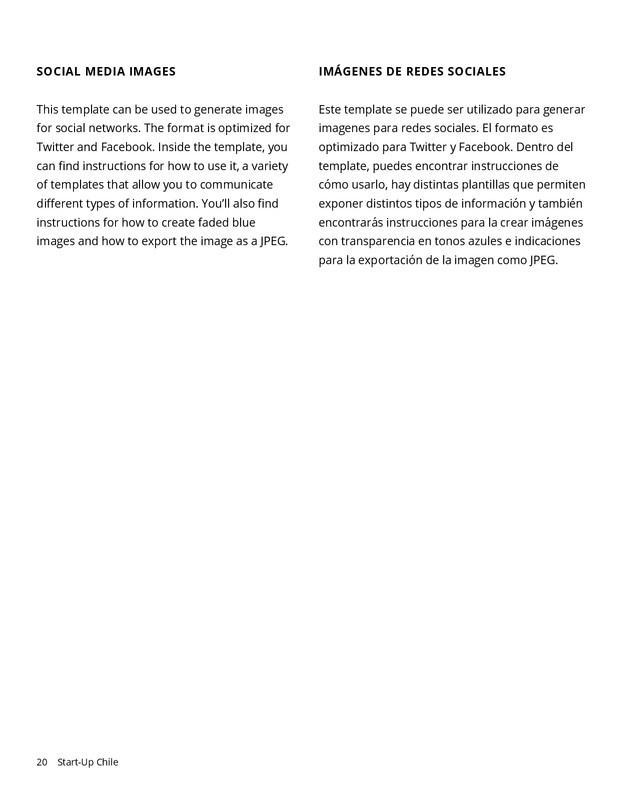 SOCIAL MEDIA IMAGES
This template can be used to generate images
for social networks. The format is optimized for
Twitter and Facebook. Inside the template, you
can find instructions for how to use it, a variety
of templates that allow you to communicate
different types of information. You’ll also find
instructions for how to create faded blue
images and how to export the image as a JPEG.
IMÁGENES DE REDES SOCIALES
Este template se puede ser utilizado para generar
imagenes para redes sociales. El formato es
optimizado para Twitter y Facebook. Dentro del
template, puedes encontrar instrucciones de
cómo usarlo, hay distintas plantillas que permiten
exponer distintos tipos de información y también
encontrarás instrucciones para la crear imágenes
con transparencia en tonos azules e indicaciones
para la exportación de la imagen como JPEG.
20 Start-Up Chile